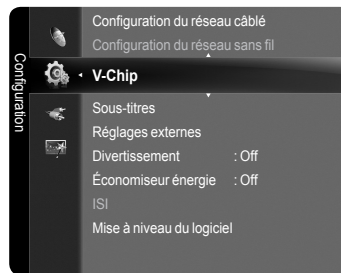 Configuration
Configuration du réseau câblé
Configuration du réseau sans fil
V-Chip
Sous-titres
Réglages externes
Divertissement : Off
Économiseur énergie : Off
ISI
Mise à niveau du logiciel